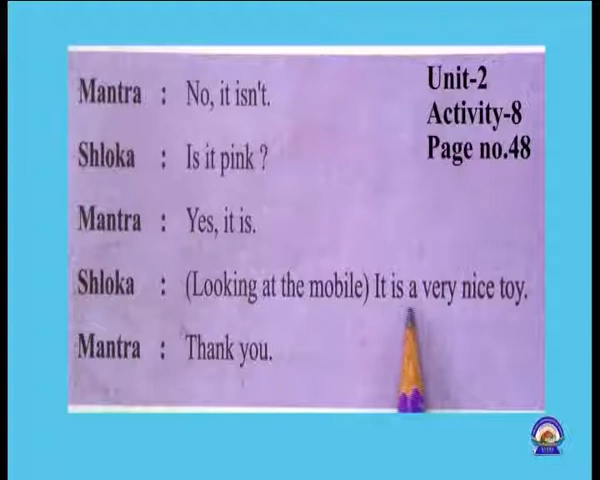 Mantra : No, it isn't.
Unit-2
Activity-8
Page no.48
Shloka : Is it pink ?
Mantra : Yes, it is.
Shloka : (Looking at the mobile) It is a very nice toy.
Mantra : Thank you.